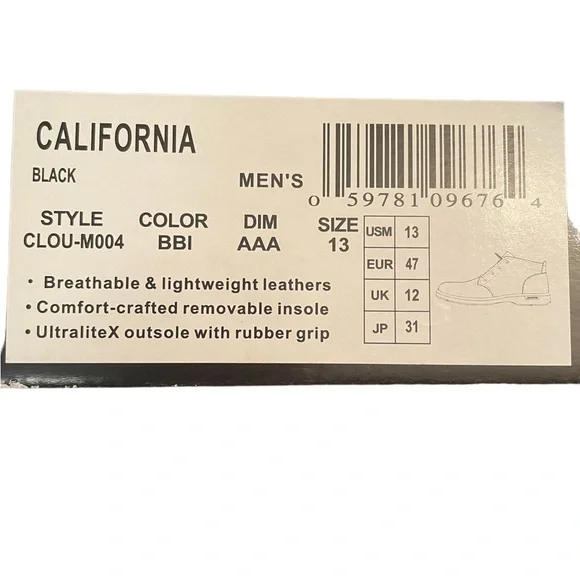 CALIFORNIA
BLACK
MEN'S
0 59781 09676 4
STYLE COLOR DIM SIZE
CLOU-M004 BBI AAA 13
USM 13
EUR 47
UK 12
JP 31
• Breathable & lightweight leathers
• Comfort-crafted removable insole
• UltraliteX outsole with rubber grip